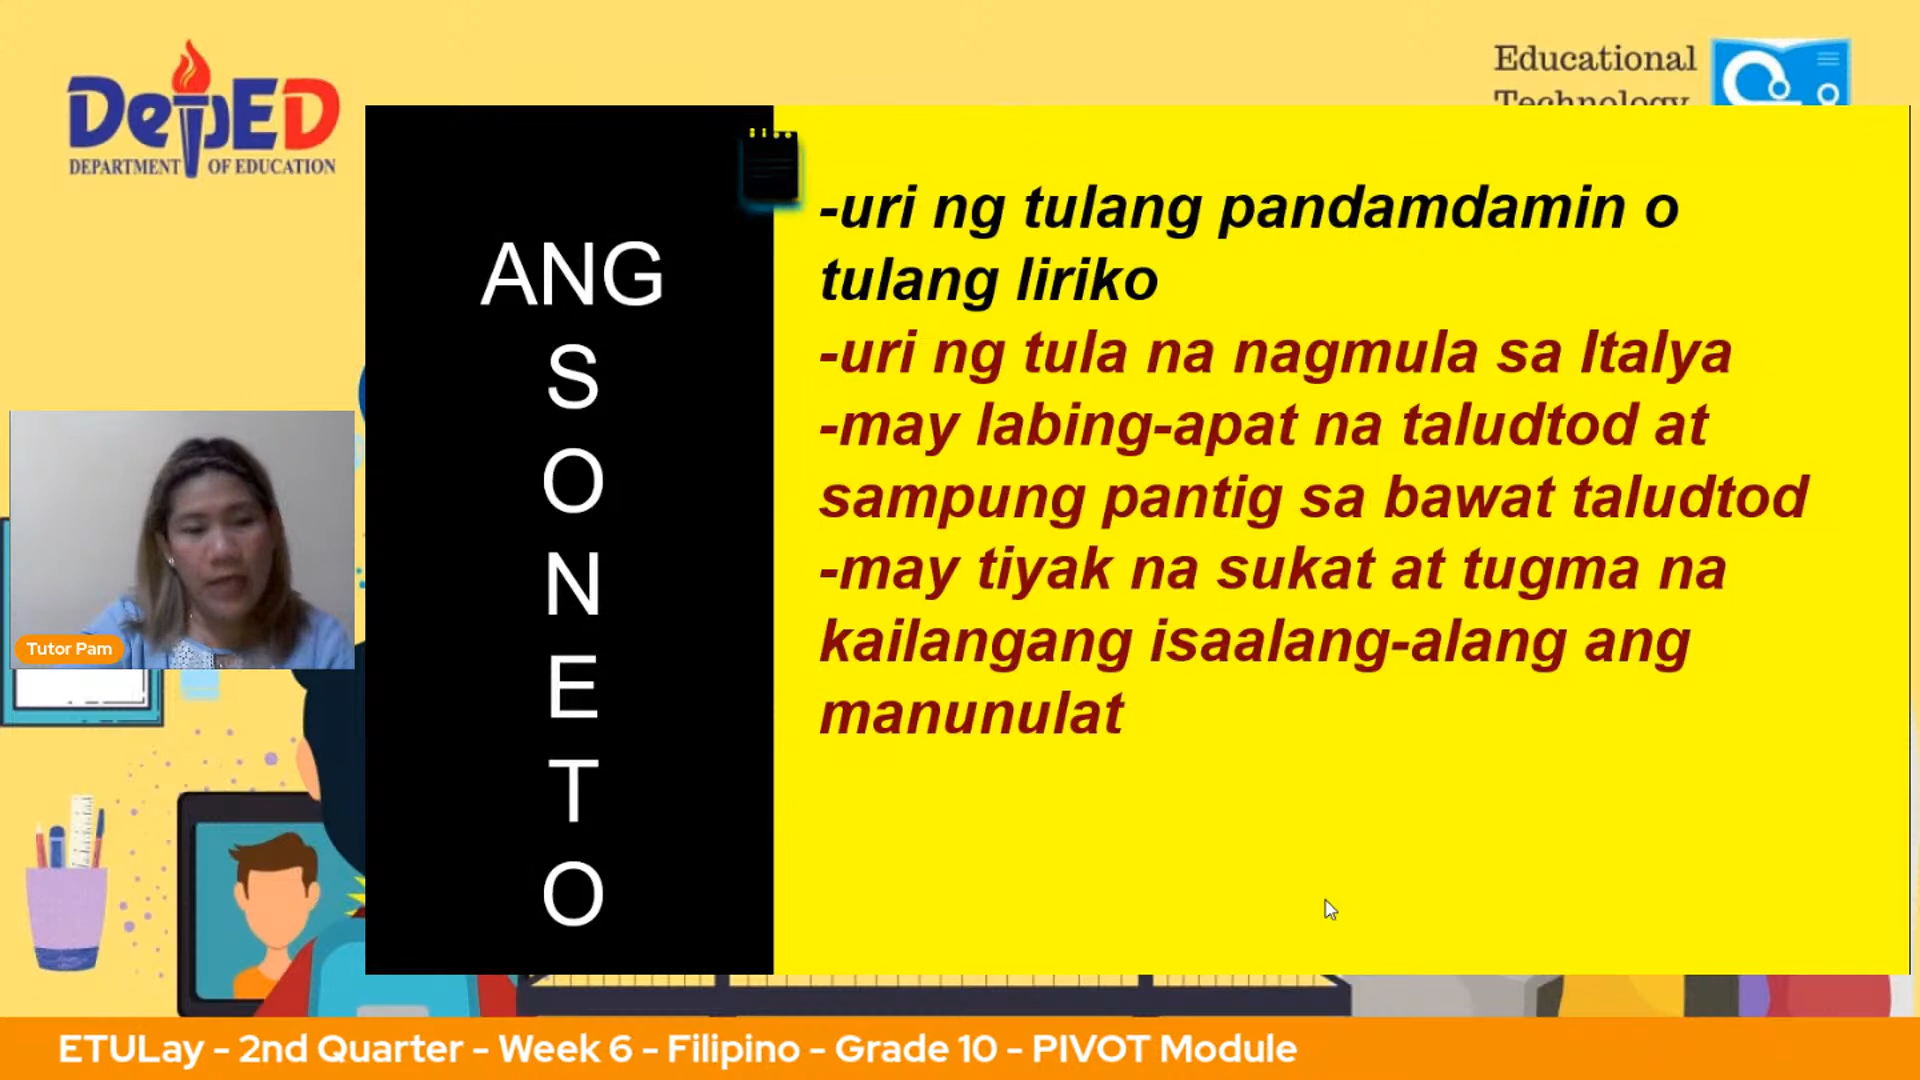 DepED
DEPARTMENT OF EDUCATION
Educational
Technology
ANG
S
O
N
E
T
O
-uri ng tulang pandamdamin o
tulang liriko
-uri ng tula na nagmula sa Italya
-may labing-apat na taludtod at
sampung pantig sa bawat taludtod
-may tiyak na sukat at tugma na
kailangang isaalang-alang ang
manunulat
Tutor Pam
ETULay - 2nd Quarter - Week 6 - Filipino - Grade 10 - PIVOT Module